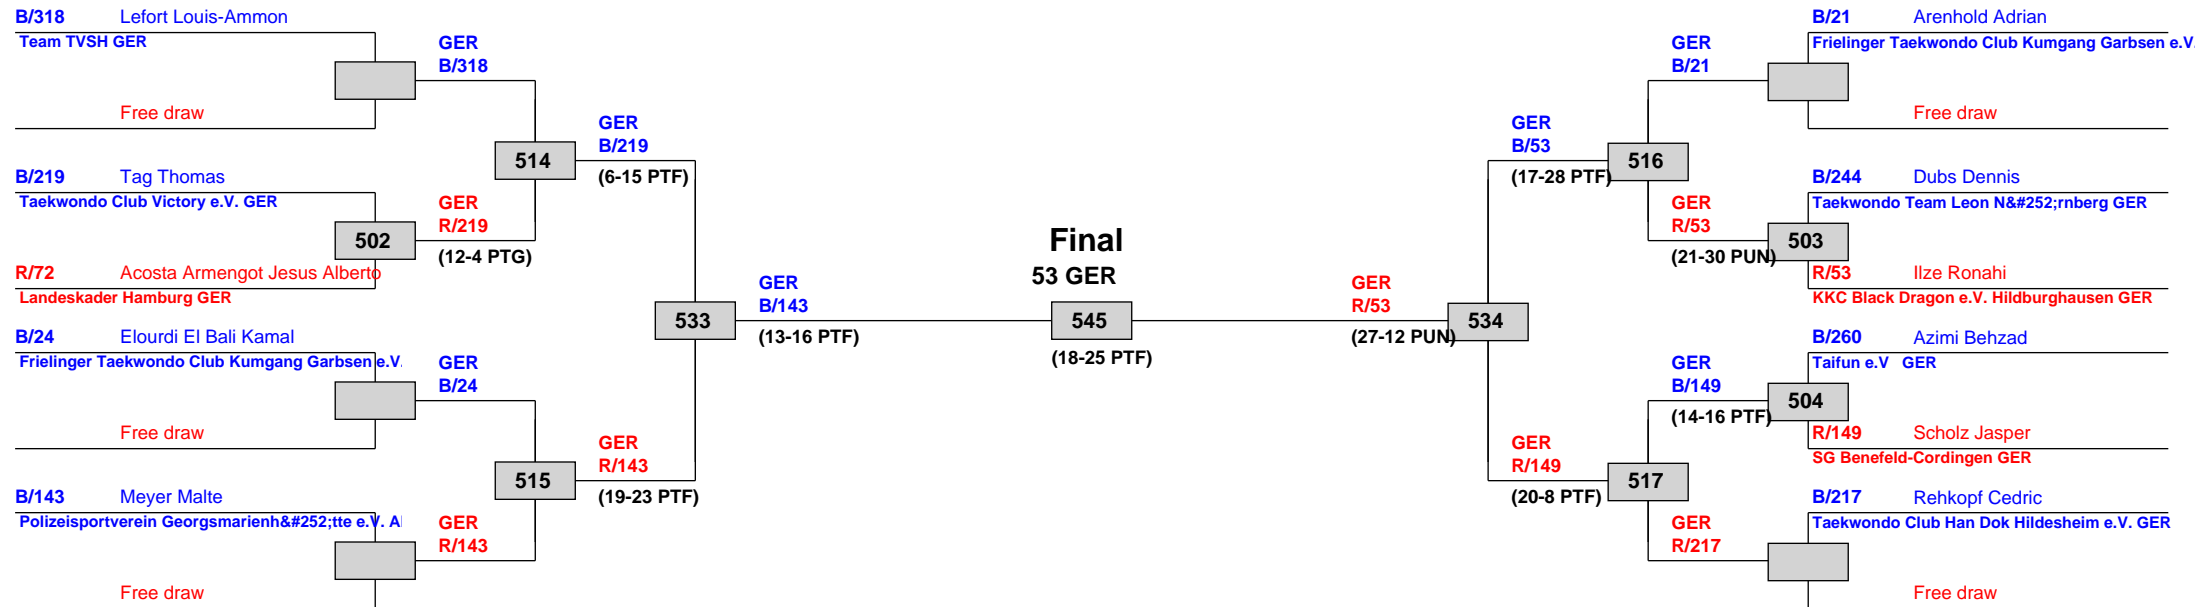 B/318 Lefort Louis-Ammon
Team TVSH GER
GER
B/318
Free draw
GER
B/219
514
(6-15 PTF)
B/219 Tag Thomas
Taekwondo Club Victory e.V. GER
GER
R/219
502
(12-4 PTG)
R/72 Acosta Armengot Jesus Alberto
Landeskader Hamburg GER
GER
B/143
533
(13-16 PTF)
B/24 Elourdi El Bali Kamal
Frielinger Taekwondo Club Kumgang Garbsen e.V.
GER
B/24
Free draw
GER
R/143
515
(19-23 PTF)
B/143 Meyer Malte
Polizeisportverein Georgsmarienh&#252;tte e.V. Al
GER
R/143
Free draw
Final
53 GER
545
(18-25 PTF)
B/21 Arenhold Adrian
Frielinger Taekwondo Club Kumgang Garbsen e.V.
GER
B/21
Free draw
GER
B/53
516
(17-28 PTF)
B/244 Dubs Dennis
Taekwondo Team Leon N&#252;rnberg GER
GER
R/53
503
(21-30 PUN)
R/53 Ilze Ronahi
KKC Black Dragon e.V. Hildburghausen GER
GER
R/53
534
(27-12 PUN)
B/260 Azimi Behzad
Taifun e.V GER
GER
B/149
504
(14-16 PTF)
R/149 Scholz Jasper
SG Benefeld-Cordingen GER
GER
R/149
517
(20-8 PTF)
B/217 Rehkopf Cedric
Taekwondo Club Han Dok Hildesheim e.V. GER
GER
R/217
Free draw